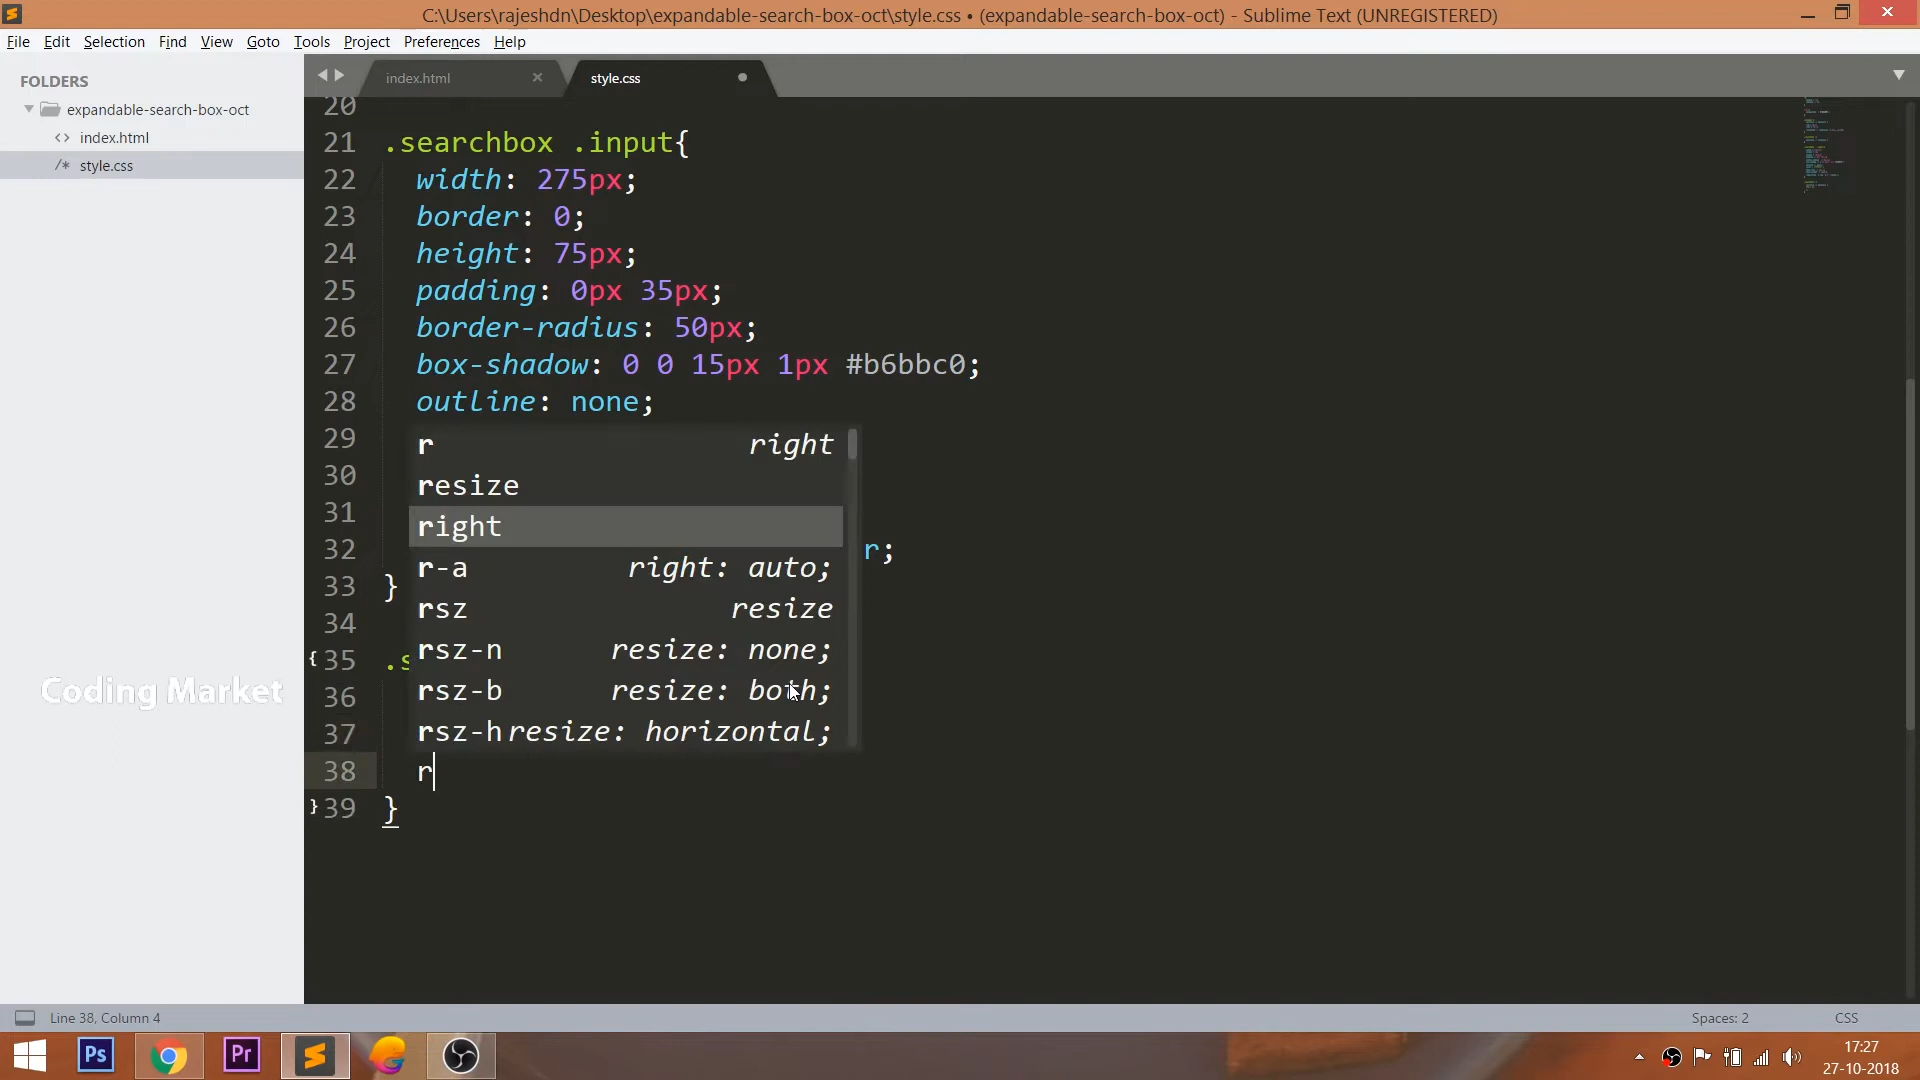 C:\Users\rajeshdn\Desktop\expandable-search-box-oct\style.css • (expandable-search-box-oct) - Sublime Text (UNREGISTERED)
File Edit Selection Find View Goto Tools Project Preferences Help
FOLDERS
expandable-search-box-oct
<> index.html
/* style.css
Coding Market
index.html
style.css
20
21 .searchbox .input{
22 width: 275px;
23 border: 0;
24 height: 75px;
25 padding: 0px 35px;
26 border-radius: 50px;
27 box-shadow: 0 0 15px 1px #b6bbc0;
28 outline: none;
29
30
31
32 r;
33 }
34
35 .s
36
37
38 r
39 }
r right
resize
right
r-a right: auto;
rsz resize
rsz-n resize: none;
rsz-b resize: both;
rsz-h resize: horizontal;
Line 38, Column 4
Spaces: 2
CSS
Ps
Pr
17:27
27-10-2018